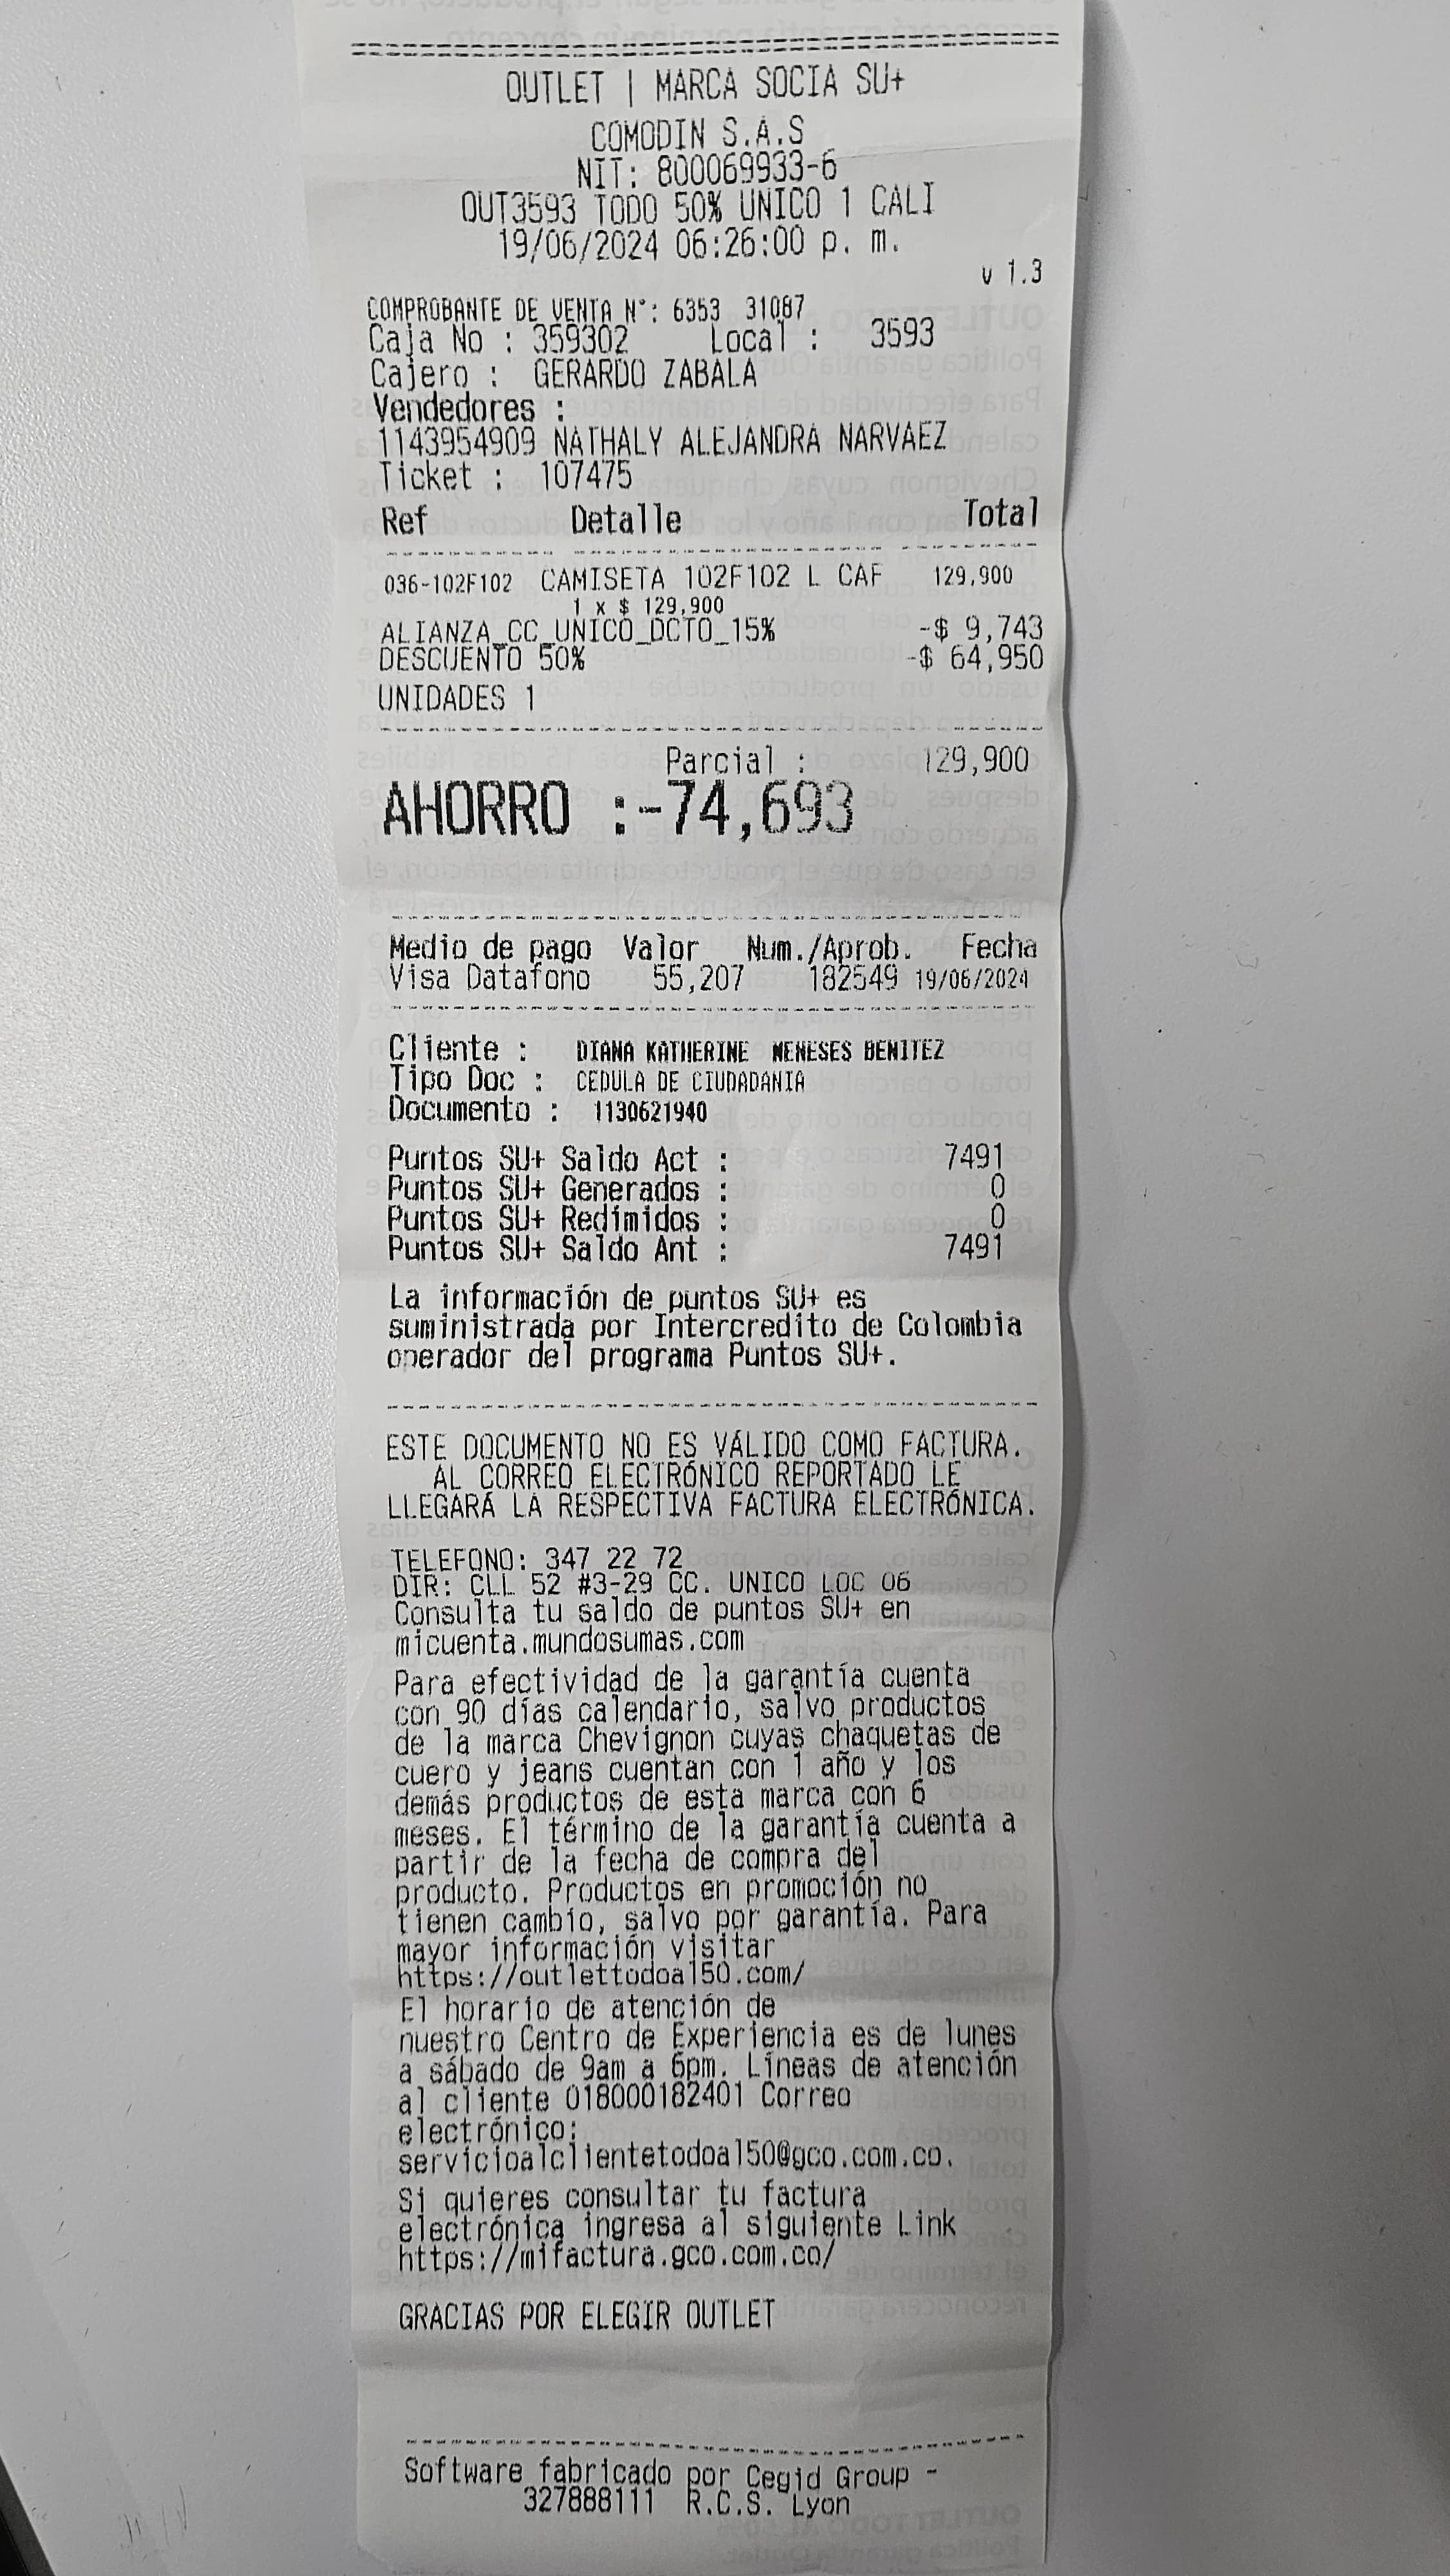 OUTLET | MARCA SOCIA SU+
COMODIN S.A.S
NIT: 800069933-6
OUT3593 TODO 50% UNICO 1 CALI
19/06/2024 06:26:00 p. m.
v 1.3
COMPROBANTE DE VENTA N°: 6353 31087
Caja No : 359302 Local : 3593
Cajero : GERARDO ZABALA
Vendedores :
1143954909 NATHALY ALEJANDRA NARVAEZ
Ticket : 107475
Ref Detalle Total
036-102F102 CAMISETA 102F102 L CAF 129,900
1 x $ 129,900
ALIANZA_CC_UNICO_DCTO_15% -$ 9,743
DESCUENTO 50% -$ 64,950
UNIDADES 1
Parcial : 129,900
AHORRO :-74,693
Medio de pago Valor Num./Aprob. Fecha
Visa Datafono 55,207 182549 19/06/2024
Cliente : DIANA KATHERINE MENESES BENITEZ
Tipo Doc : CEDULA DE CIUDADANIA
Documento : 1130621940
Puntos SU+ Saldo Act : 7491
Puntos SU+ Generados : 0
Puntos SU+ Redimidos : 0
Puntos SU+ Saldo Ant : 7491
La información de puntos SU+ es
suministrada por Intercredito de Colombia
operador del programa Puntos SU+.
ESTE DOCUMENTO NO ES VÁLIDO COMO FACTURA.
AL CORREO ELECTRÓNICO REPORTADO LE
LLEGARÁ LA RESPECTIVA FACTURA ELECTRÓNICA.
TELEFONO: 347 22 72
DIR: CLL 52 #3-29 CC. UNICO LOC 06
Consulta tu saldo de puntos SU+ en
micuenta.mundosumas.com
Para efectividad de la garantía cuenta
con 90 días calendario, salvo productos
de la marca Chevignon cuyas chaquetas de
cuero y jeans cuentan con 1 año y los
demás productos de esta marca con 6
meses. El término de la garantía cuenta a
partir de la fecha de compra del
producto. Productos en promoción no
tienen cambio, salvo por garantía. Para
mayor información visitar
https://outlettodoal50.com/
El horario de atención de
nuestro Centro de Experiencia es de lunes
a sábado de 9am a 6pm. Líneas de atención
al cliente 018000182401 Correo
electrónico:
servicioalclientetodoal50@gco.com.co.
Si quieres consultar tu factura
electrónica ingresa al siguiente Link
https://mifactura.gco.com.co/
GRACIAS POR ELEGIR OUTLET
Software fabricado por Cegid Group -
327888111 R.C.S. Lyon